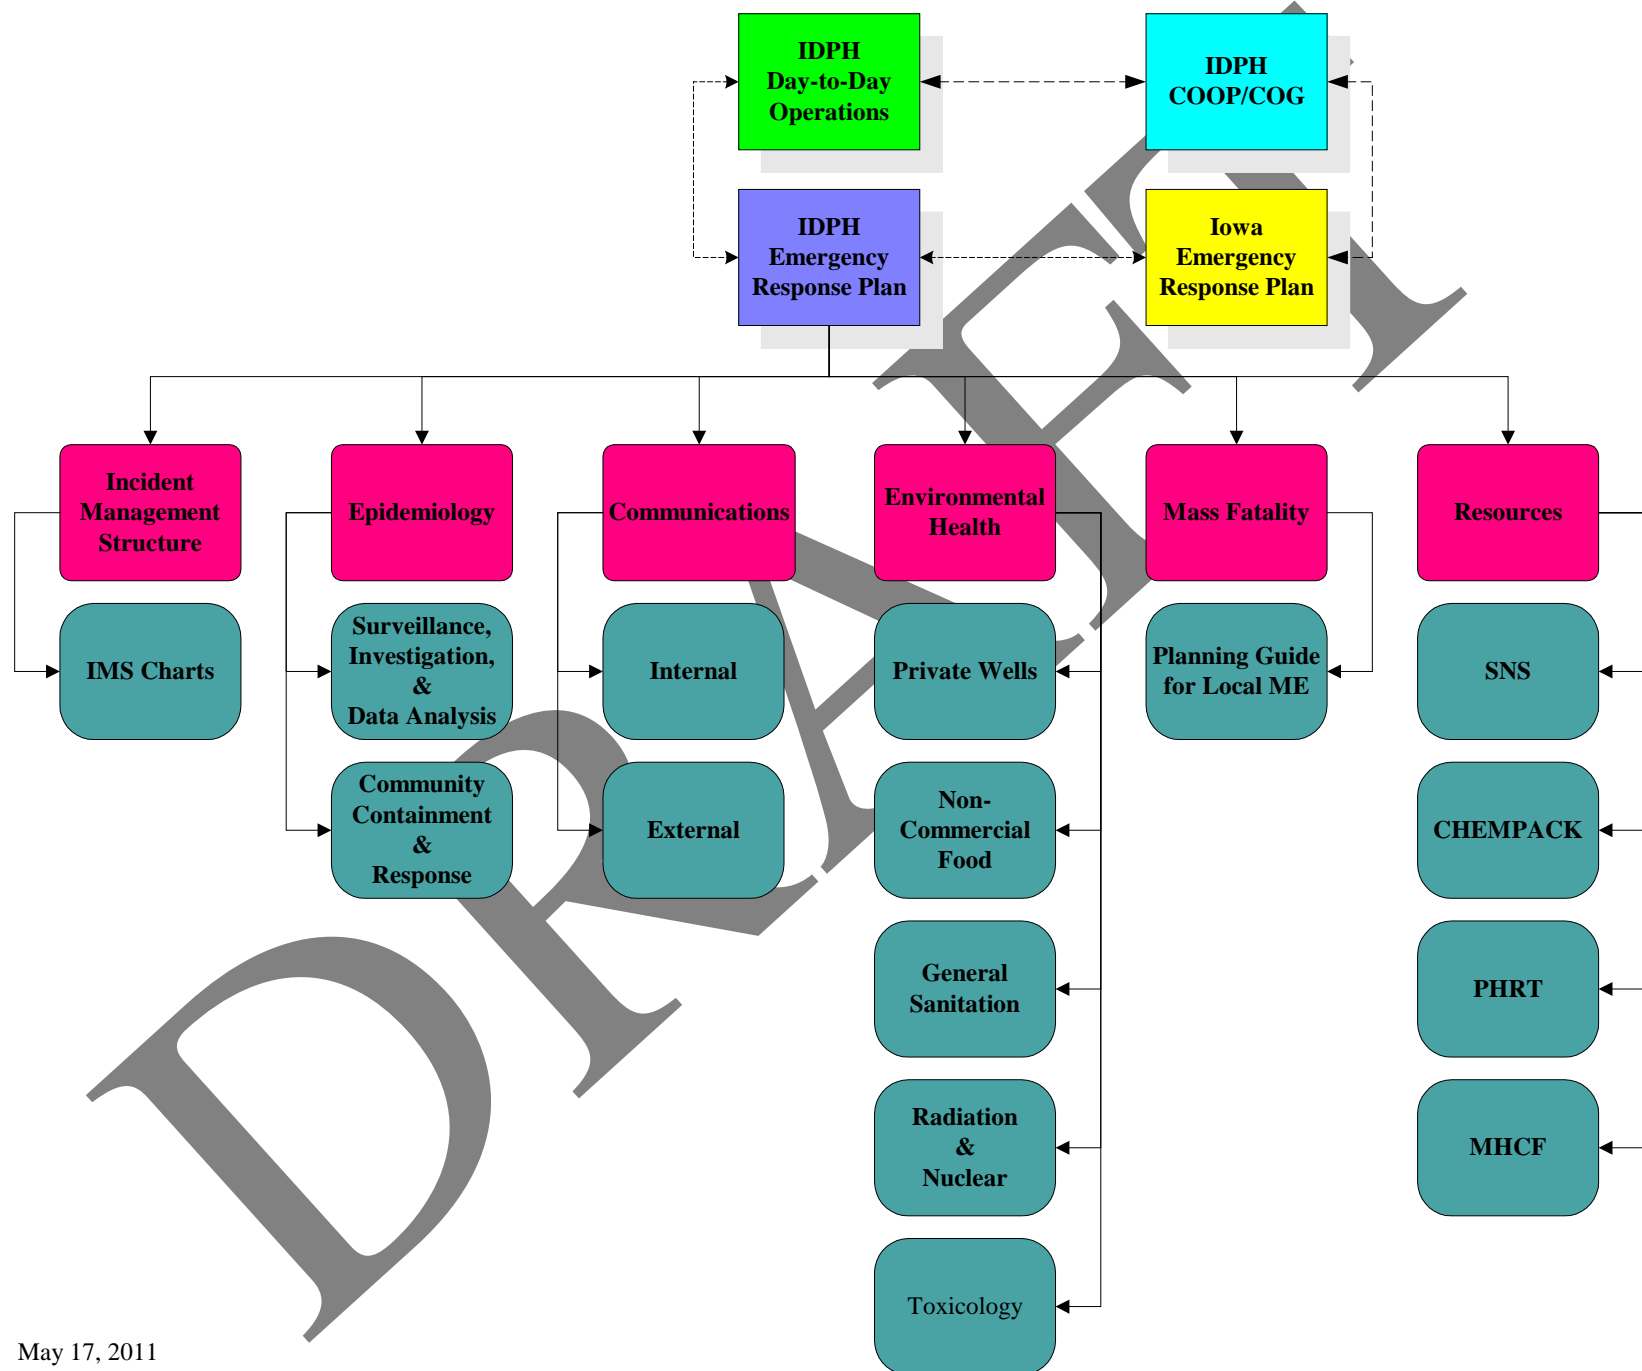 IDPH
Day-to-Day
Operations
IDPH
COOP/COG
IDPH
Emergency
Response Plan
Iowa
Emergency
Response Plan
Incident
Management
Structure
Epidemiology
Communications
Environmental
Health
Mass Fatality
Resources
IMS Charts
Surveillance,
Investigation,
&
Data Analysis
Internal
Private Wells
Planning Guide
for Local ME
SNS
Community
Containment
&
Response
External
Non-
Commercial
Food
CHEMPACK
General
Sanitation
PHRT
Radiation
&
Nuclear
MHCF
Toxicology
DRAFT
May 17, 2011